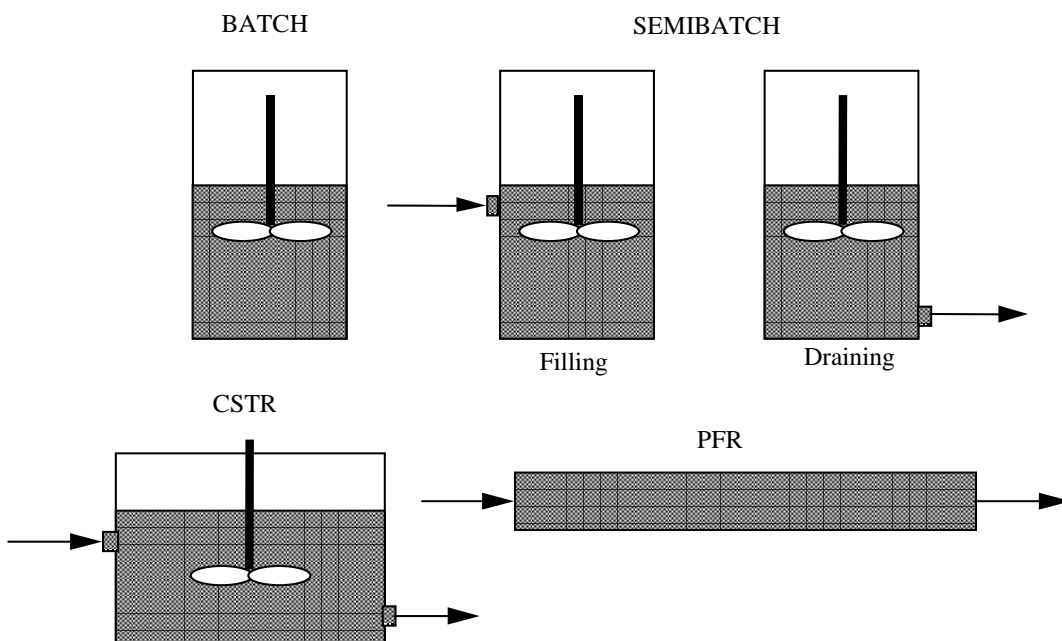 BATCH
SEMIBATCH
Filling
Draining
CSTR
PFR